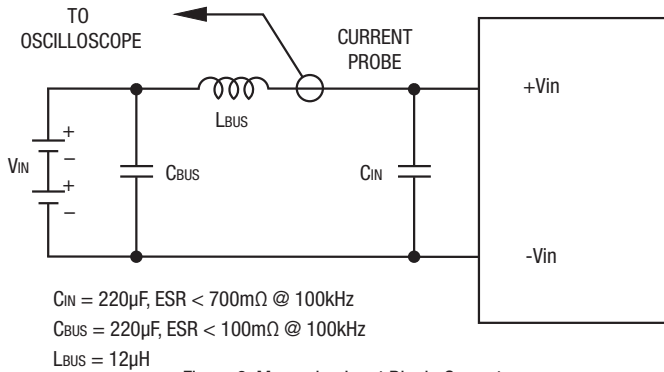 TO
OSCILLOSCOPE
CURRENT
PROBE
+Vin
LBUS
+
VIN
−
+
−
CBUS
CIN
-Vin
CIN = 220µF, ESR < 700mΩ @ 100kHz
CBUS = 220µF, ESR < 100mΩ @ 100kHz
LBUS = 12µH